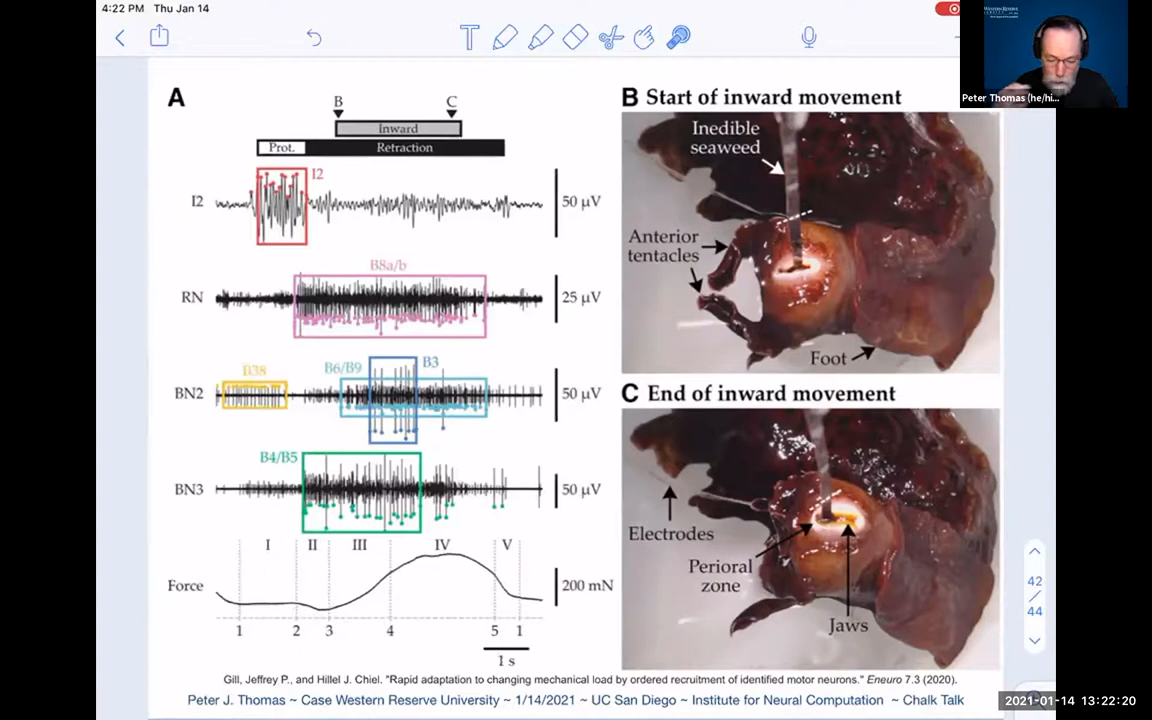 4:22 PM Thu Jan 14
WESTERN RESERVE
Peter Thomas (he/hi...
A
B
C
Inward
Prot.
Retraction
I2
I2
50 µV
B8a/b
RN
25 µV
B38
B6/B9
B3
BN2
50 µV
B4/B5
BN3
50 µV
I
II
III
IV
V
Force
200 mN
1
2
3
4
5
1
1 s
B Start of inward movement
Inedible
seaweed
Anterior
tentacles
Foot
C End of inward movement
Electrodes
Perioral
zone
Jaws
42
/
44
Gill, Jeffrey P., and Hillel J. Chiel. "Rapid adaptation to changing mechanical load by ordered recruitment of identified motor neurons." Eneuro 7.3 (2020).
Peter J. Thomas ~ Case Western Reserve University ~ 1/14/2021 ~ UC San Diego ~ Institute for Neural Computation ~ Chalk Talk
2021-01-14 13:22:20